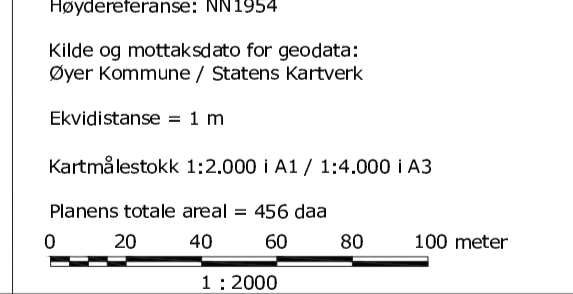 Høydereferanse: NN1954
Kilde og mottaksdato for geodata:
Øyer Kommune / Statens Kartverk
Ekvidistanse = 1 m
Kartmålestokk 1:2.000 i A1 / 1:4.000 i A3
Planens totale areal = 456 daa
0 20 40 60 80 100 meter
1 : 2000